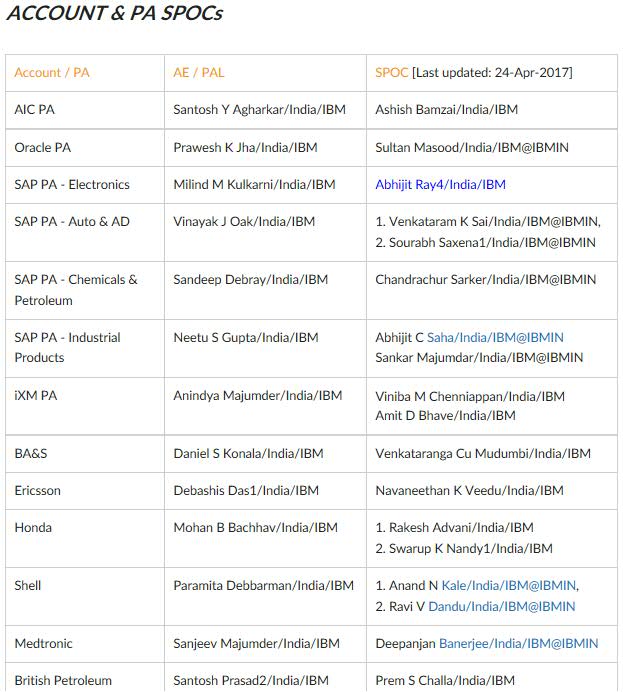 ACCOUNT & PA SPOCs
Account / PA AE / PAL SPOC [Last updated: 24-Apr-2017]
AIC PA Santosh Y Agharkar/India/IBM Ashish Bamzai/India/IBM
Oracle PA Prawesh K Jha/India/IBM Sultan Masood/India/IBM@IBMIN
SAP PA - Electronics Milind M Kulkarni/India/IBM Abhijit Ray4/India/IBM
SAP PA - Auto & AD Vinayak J Oak/India/IBM 1. Venkataram K Sai/India/IBM@IBMIN,
2. Sourabh Saxena1/India/IBM@IBMIN
SAP PA - Chemicals & Sandeep Debray/India/IBM Chandrachur Sarker/India/IBM@IBMIN
Petroleum
SAP PA - Industrial Neetu S Gupta/India/IBM Abhijit C Saha/India/IBM@IBMIN
Products Sankar Majumdar/India/IBM@IBMIN
iXM PA Anindya Majumder/India/IBM Viniba M Chenniappan/India/IBM
Amit D Bhave/India/IBM
BA&S Daniel S Konala/India/IBM Venkataranga Cu Mudumbi/India/IBM
Ericsson Debashis Das1/India/IBM Navaneethan K Veedu/India/IBM
Honda Mohan B Bachhav/India/IBM 1. Rakesh Advani/India/IBM
2. Swarup K Nandy1/India/IBM
Shell Paramita Debbarman/India/IBM 1. Anand N Kale/India/IBM@IBMIN,
2. Ravi V Dandu/India/IBM@IBMIN
Medtronic Sanjeev Majumder/India/IBM Deepanjan Banerjee/India/IBM@IBMIN
British Petroleum Santosh Prasad2/India/IBM Prem S Challa/India/IBM